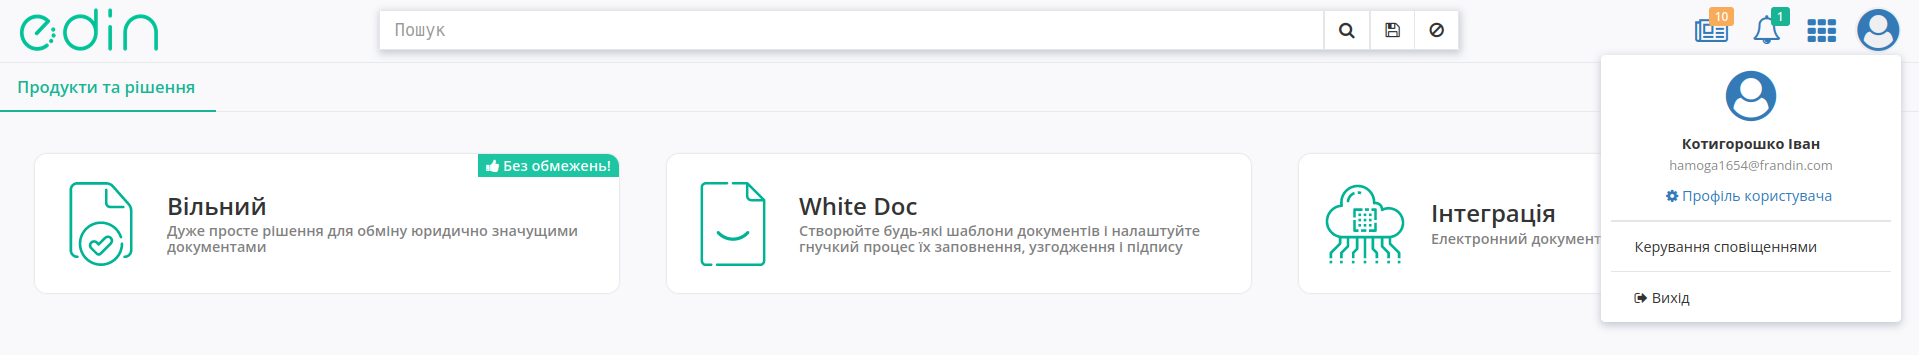 edin
Пошук
10
1
Продукти та рішення
Без обмежень!
Вільний
Дуже просте рішення для обміну юридично значущими
документами
White Doc
Створюйте будь-які шаблони документів і налаштуйте
гнучкий процес їх заповнення, узгодження і підпису
Інтеграція
Електронний документ
Котигорошко Іван
hamoga1654@frandin.com
Профіль користувача
Керування сповіщеннями
Вихід